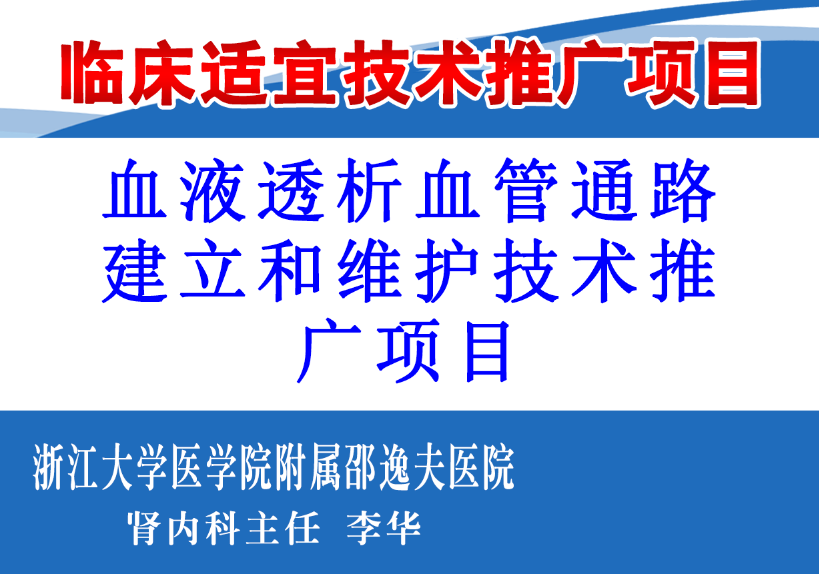 临床适宜技术推广项目
血液透析血管通路
建立和维护技术推
广项目
浙江大学医学院附属邵逸夫医院
肾内科主任 李华